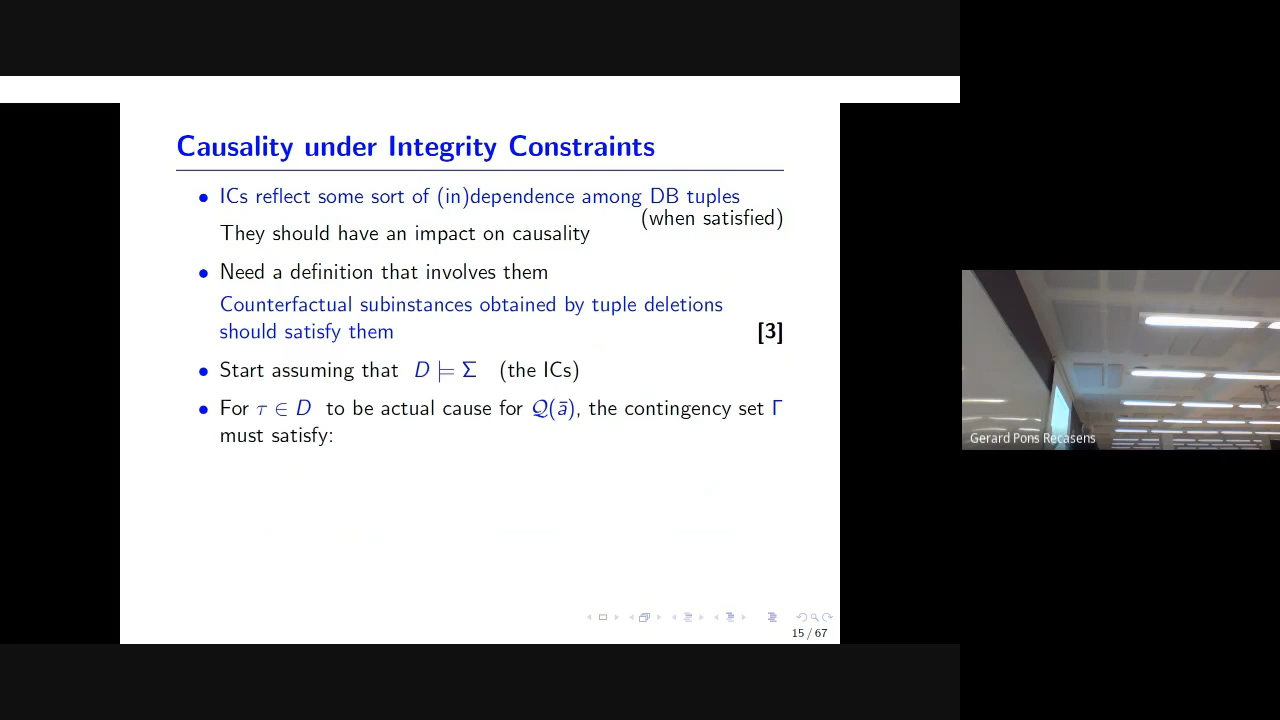 Causality under Integrity Constraints
• ICs reflect some sort of (in)dependence among DB tuples
(when satisfied)
They should have an impact on causality
• Need a definition that involves them
Counterfactual subinstances obtained by tuple deletions
should satisfy them [3]
• Start assuming that D ⊨ Σ (the ICs)
• For τ ∈ D to be actual cause for 𝒬(ā), the contingency set Γ
must satisfy:
15 / 67
Gerard Pons Recasens